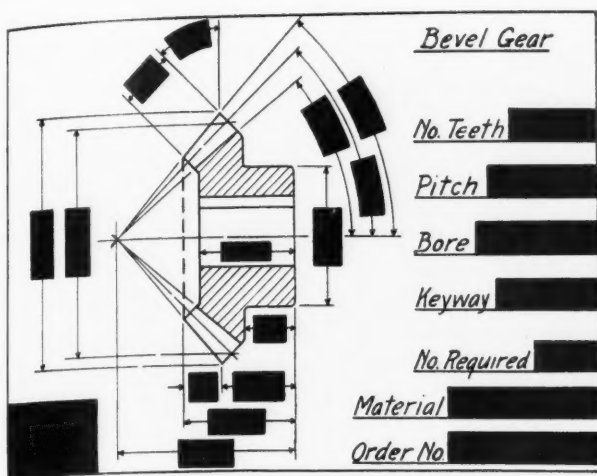 Bevel Gear
No. Teeth
Pitch
Bore
Keyway
No. Required
Material
Order No.